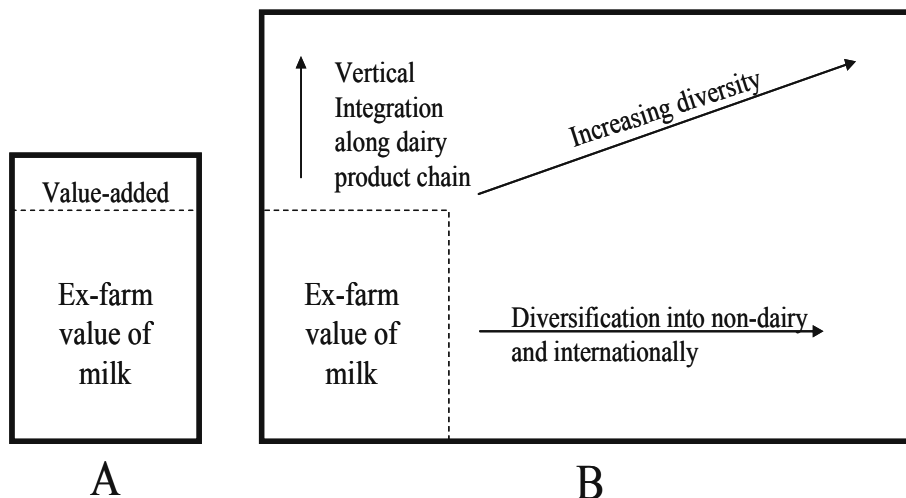 Value-added
Ex-farm
value of
milk
A
Vertical
Integration
along dairy
product chain
Increasing diversity
Ex-farm
value of
milk
Diversification into non-dairy
and internationally
B